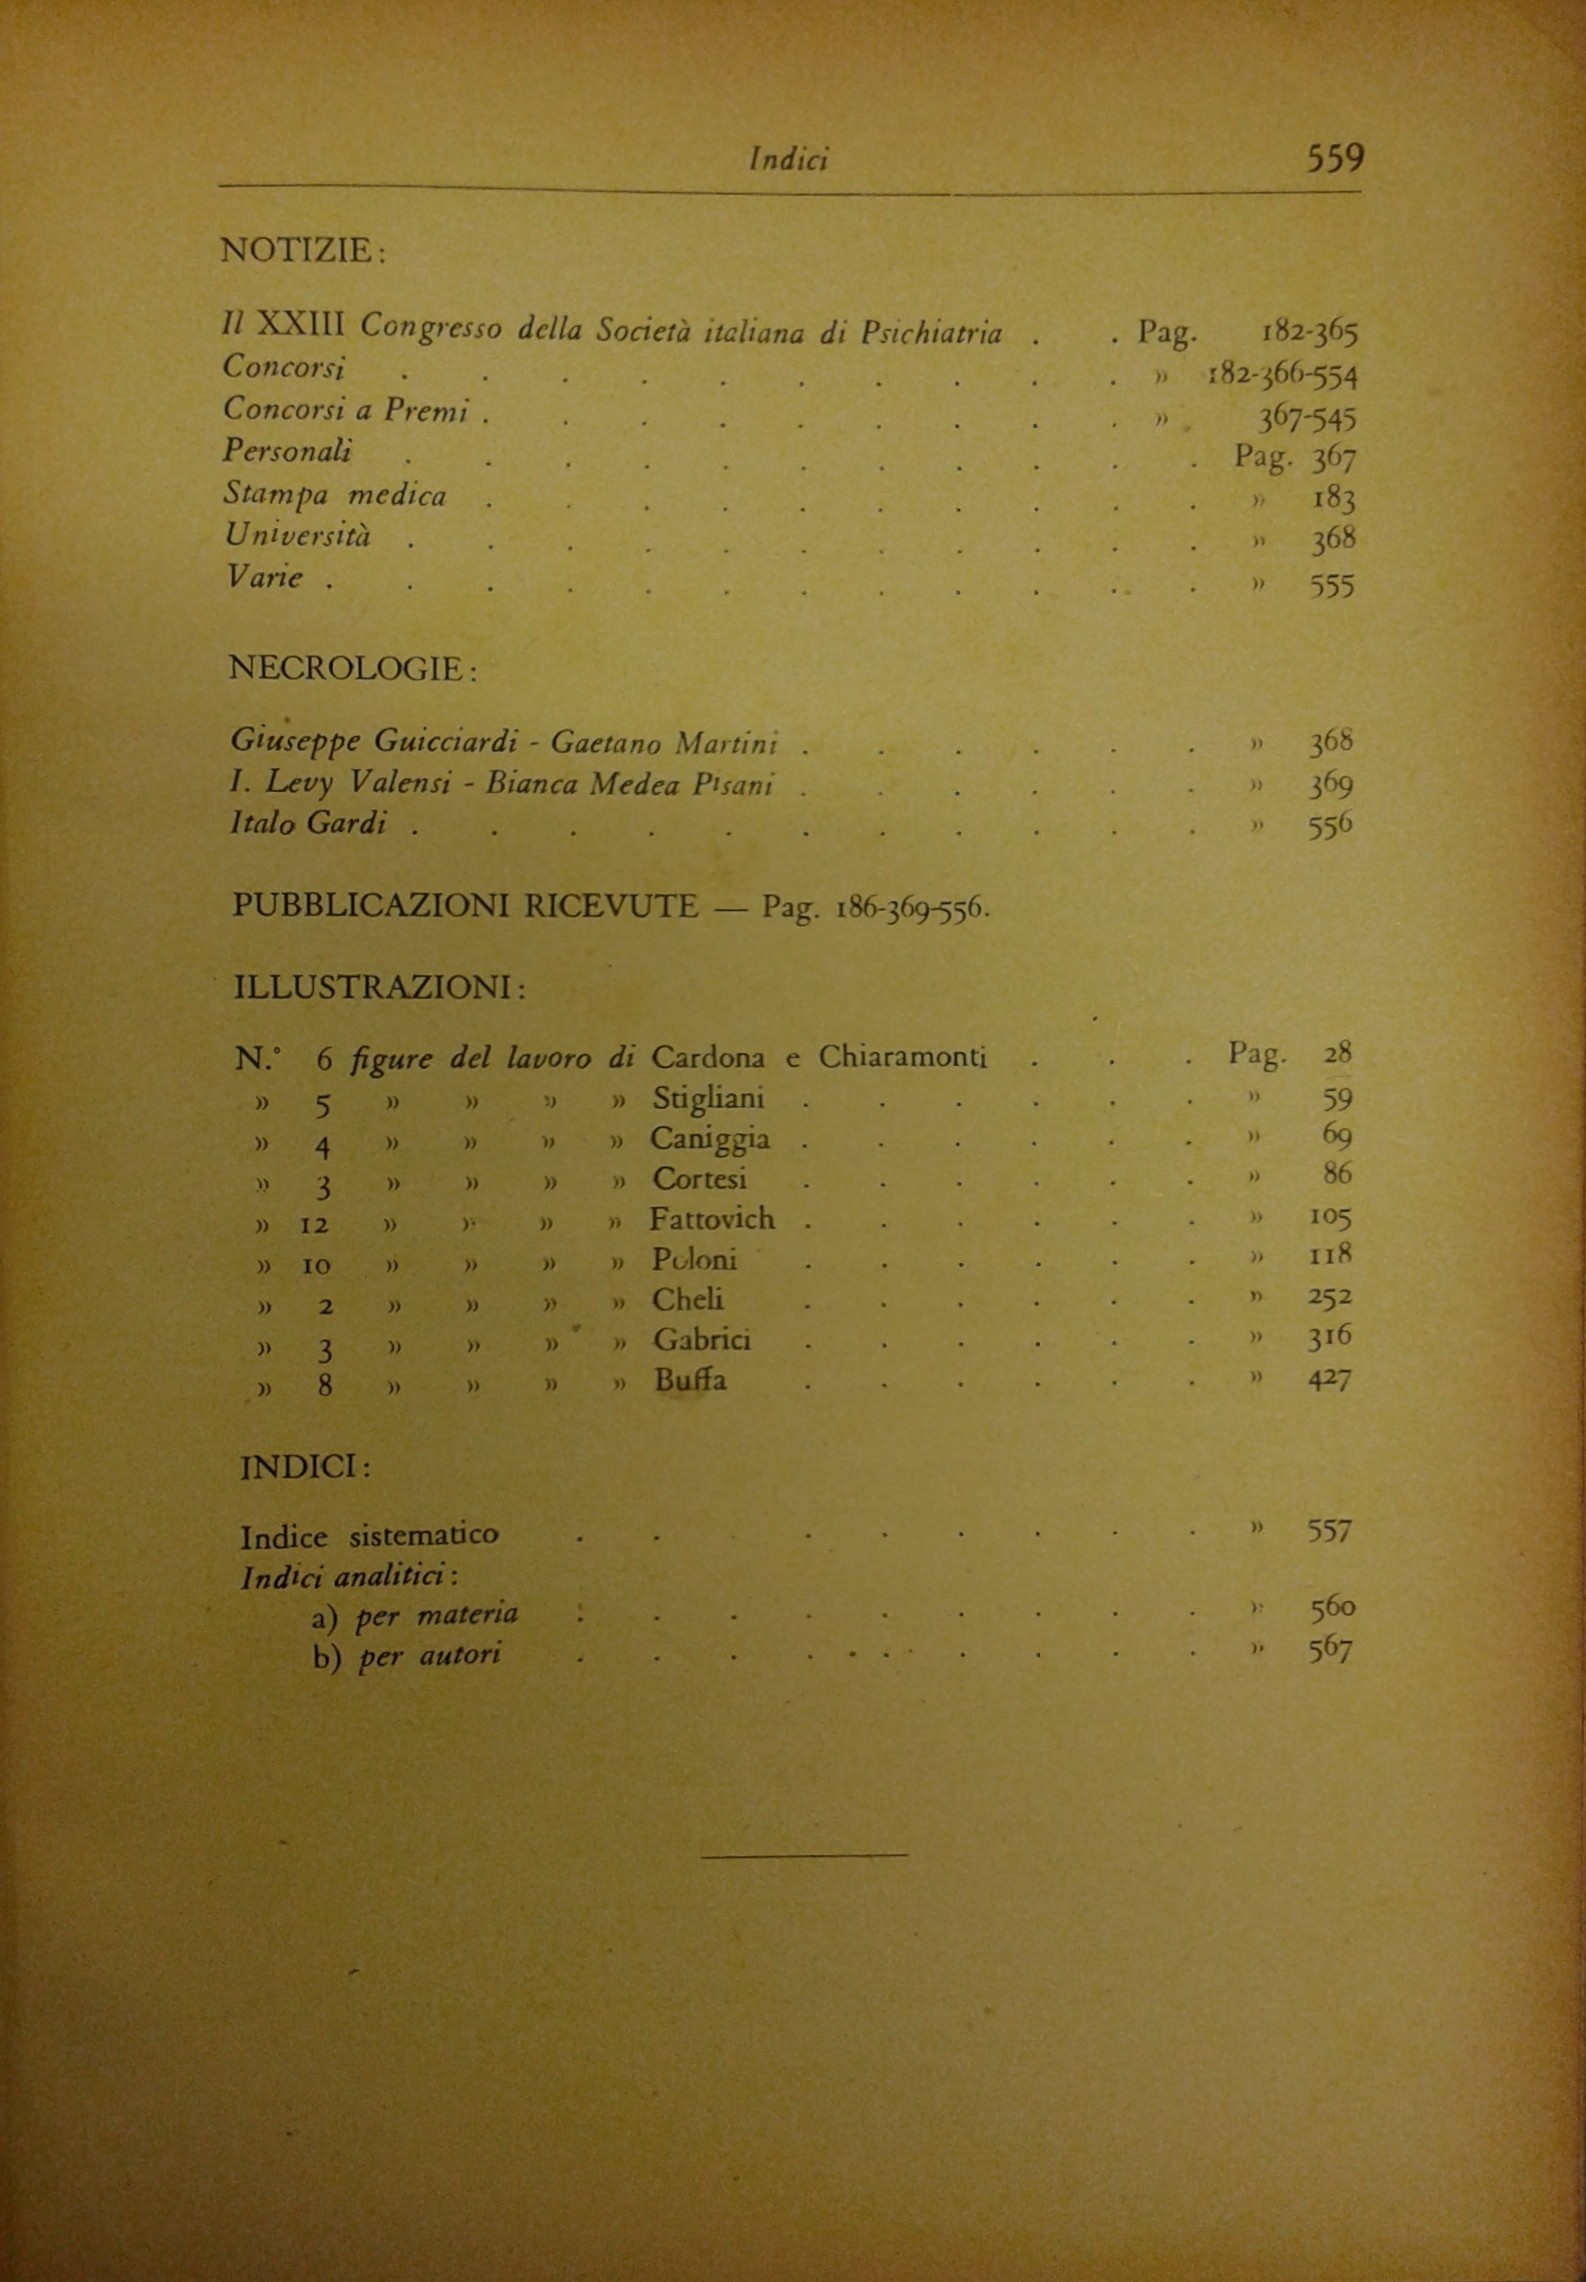 Indici 559
NOTIZIE:
Il XXIII Congresso della Società italiana di Psichiatria . . Pag. 182-365
Concorsi . . . . . . . . . . » 182-366-554
Concorsi a Premi . . . . . . . . . » 367-545
Personali . . . . . . . . . . . Pag. 367
Stampa medica . . . . . . . . . . » 183
Università . . . . . . . . . . . » 368
Varie . . . . . . . . . . . . » 555
NECROLOGIE:
Giuseppe Guicciardi - Gaetano Martini . . . . . . » 368
I. Levy Valensi - Bianca Medea Pisani . . . . . . » 369
Italo Gardi . . . . . . . . . . . » 556
PUBBLICAZIONI RICEVUTE — Pag. 186-369-556.
ILLUSTRAZIONI:
N.° 6 figure del lavoro di Cardona e Chiaramonti . . . Pag. 28
» 5 » » » » Stigliani . . . . . . » 59
» 4 » » » » Caniggia . . . . . . » 69
» 3 » » » » Cortesi . . . . . . » 86
» 12 » » » » Fattovich . . . . . . » 105
» 10 » » » » Poloni . . . . . . » 118
» 2 » » » » Cheli . . . . . . » 252
» 3 » » » » Gabrici . . . . . . » 316
» 8 » » » » Buffa . . . . . . » 427
INDICI:
Indice sistematico . . . . . . . . » 557
Indici analitici:
a) per materia . . . . . . . . . » 560
b) per autori . . . . . . . . . » 567